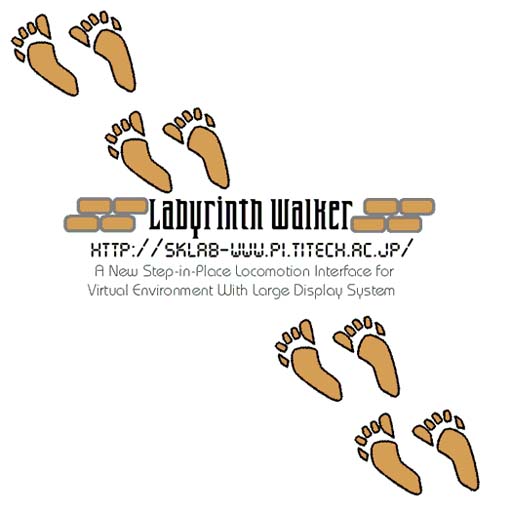 Labyrinth Walker
HTTP://SKLAB-WWW.PI.TITECH.AC.JP/
A New Step-in-Place Locomotion Interface for
Virtual Environment With Large Display System